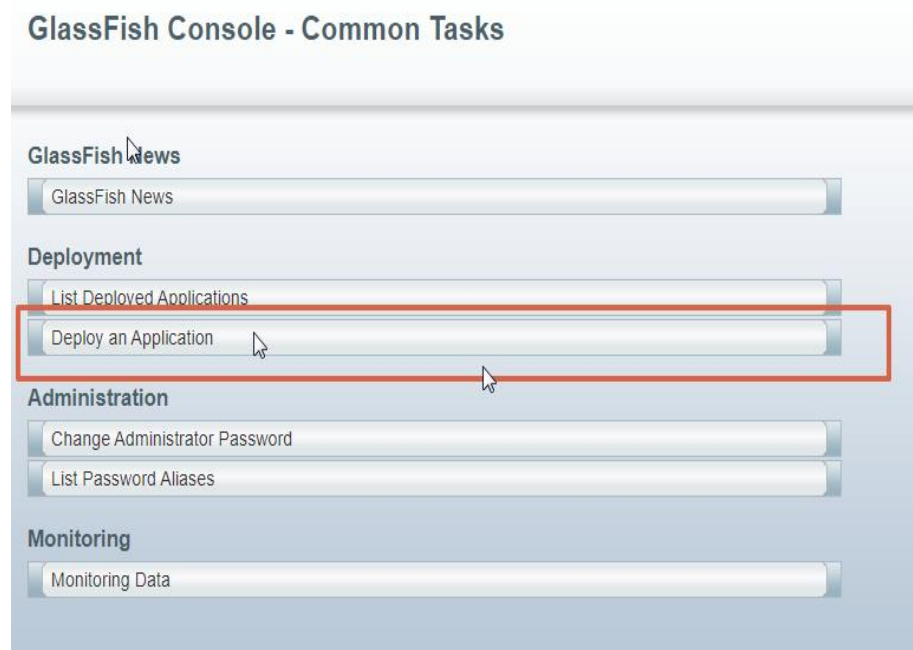 GlassFish Console - Common Tasks
GlassFish News
GlassFish News
Deployment
List Deployed Applications
Deploy an Application
Administration
Change Administrator Password
List Password Aliases
Monitoring
Monitoring Data